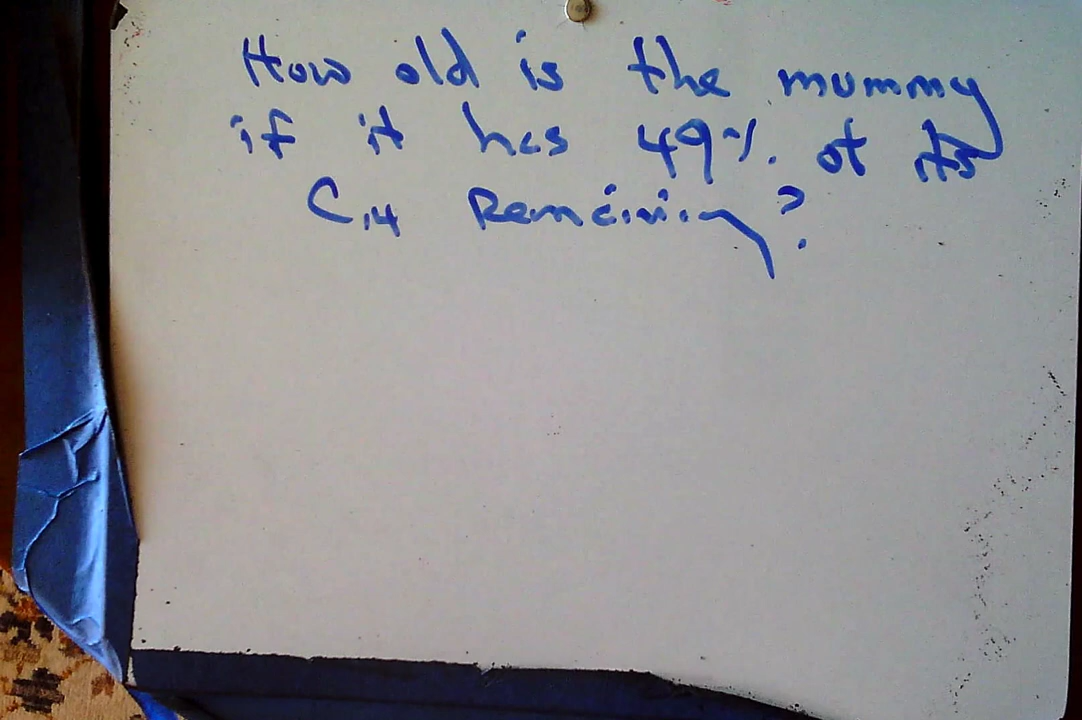 How old is the mummy
if it has 49% of its
C14 Remaining?